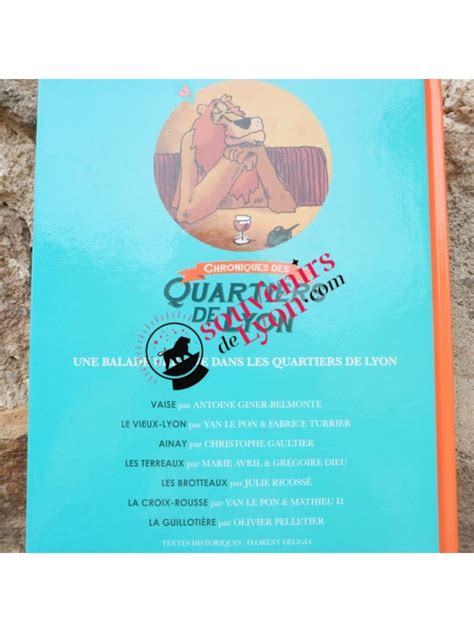 CHRONIQUES DES
QUARTIERS
DE LYON
souvenirs
de Lyon.com
UNE BALADE DANS LES QUARTIERS DE LYON
VAISE par ANTOINE GINER-BELMONTE
LE VIEUX-LYON par YAN LE PON & FABRICE TURRIER
AINAY par CHRISTOPHE GAULTIER
LES TERREAUX par MARIE AVRIL & GRÉGOIRE DIEU
LES BROTTEAUX par JULIE RICOSSÉ
LA CROIX-ROUSSE par YAN LE PON & MATHIEU D.
LA GUILLOTIÈRE par OLIVIER PELLETIER
TEXTES HISTORIQUES : FLORENT DELIGIA